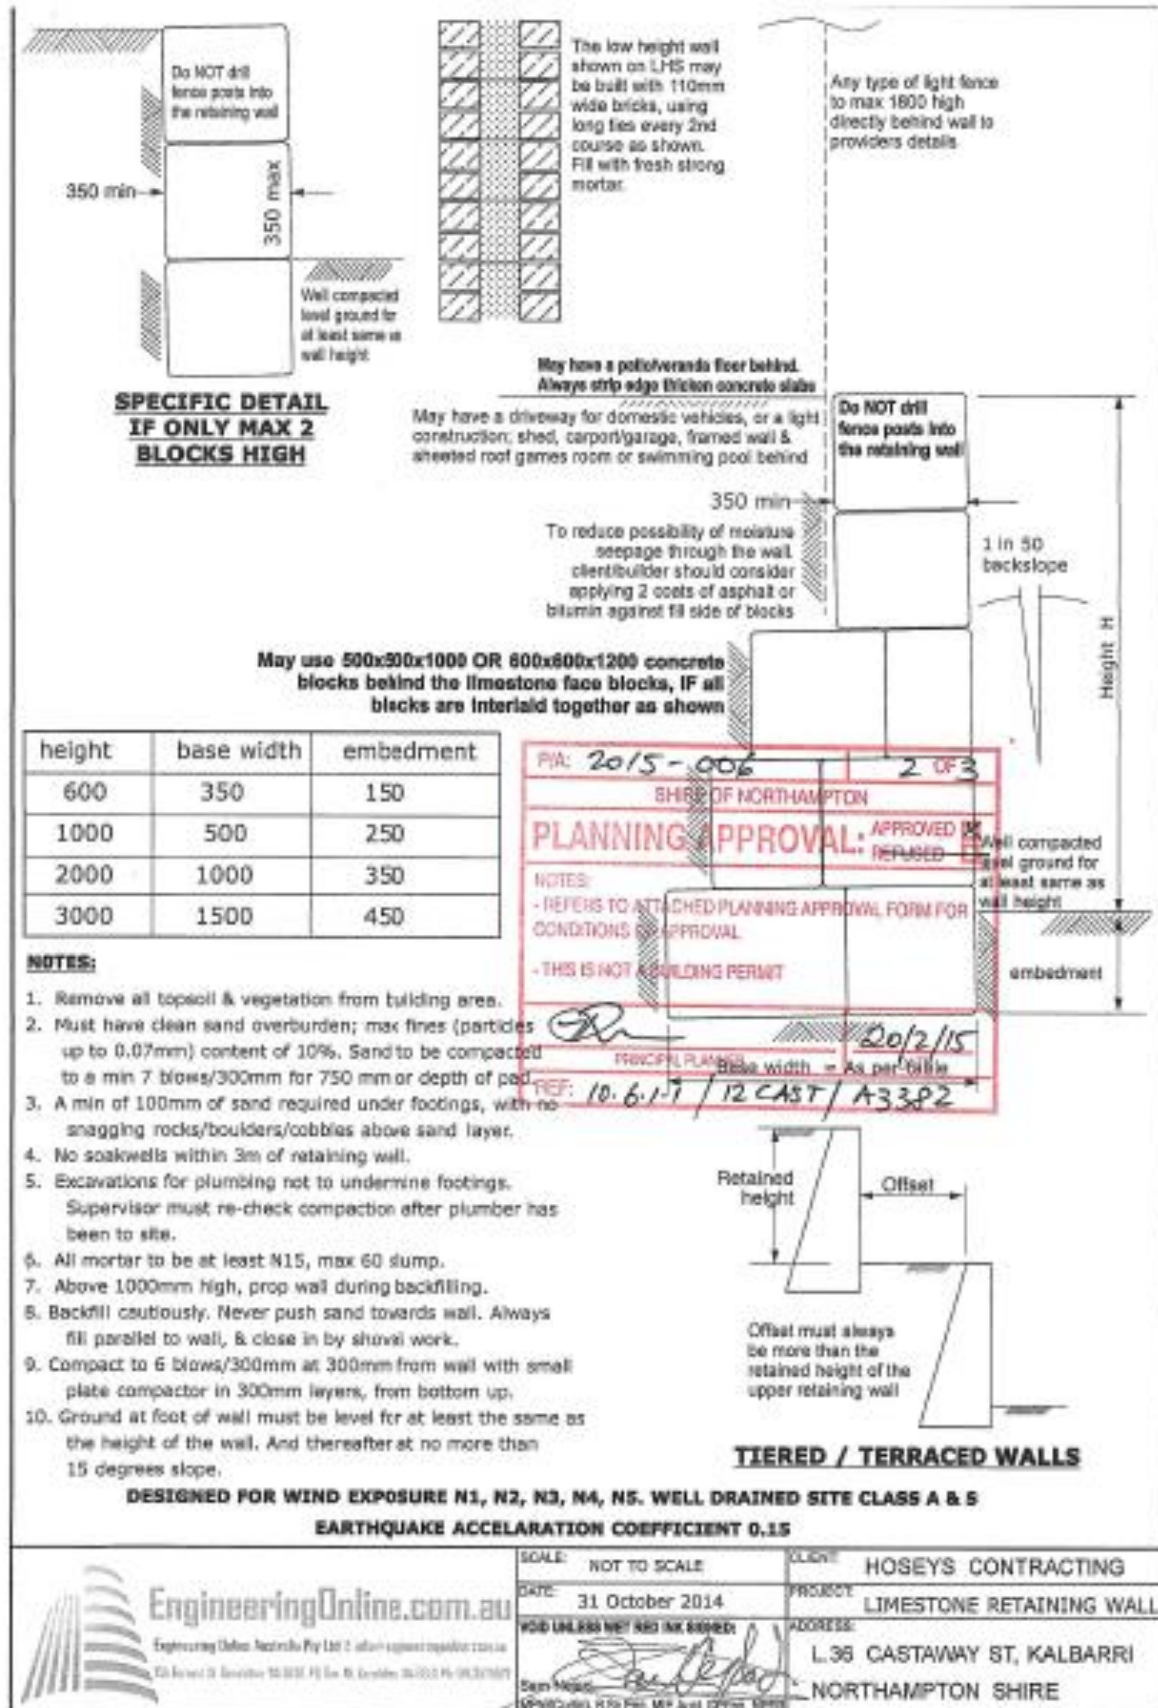 Do NOT drill
fence posts into
the retaining wall
350 min
350 max
Well compacted
level ground for
at least same as
wall height
SPECIFIC DETAIL
IF ONLY MAX 2
BLOCKS HIGH
The low height wall
shown on LHS may
be built with 110mm
wide bricks, using
long ties every 2nd
course as shown.
Fill with fresh strong
mortar.
Any type of light fence
to max 1800 high
directly behind wall to
providers details
May have a patio/veranda floor behind.
Always strip edge thicken concrete slabs
May have a driveway for domestic vehicles, or a light
construction; shed, carport/garage, framed wall &
sheeted roof games room or swimming pool behind
Do NOT drill
fence posts into
the retaining wall
350 min
To reduce possibility of moisture
seepage through the wall
client/builder should consider
applying 2 coats of asphalt or
bitumin against fill side of blocks
1 in 50
backslope
Height H
May use 500x500x1000 OR 600x600x1200 concrete
blocks behind the limestone face blocks, IF all
blocks are interlaid together as shown
height base width embedment
600 350 150
1000 500 250
2000 1000 350
3000 1500 450
P/A: 2015-006 2 OF 3
SHIRE OF NORTHAMPTON
PLANNING APPROVAL: APPROVED
REFUSED
NOTES:
- REFERS TO ATTACHED PLANNING APPROVAL FORM FOR
CONDITIONS OF APPROVAL
- THIS IS NOT A BUILDING PERMIT
20/2/15
PRINCIPAL PLANNER
REF: 10.6.1.1 / 12 CAST / A3382
Well compacted
level ground for
at least same as
wall height
embedment
Base width = As per table
NOTES:
1. Remove all topsoil & vegetation from building area.
2. Must have clean sand overburden; max fines (particles
up to 0.07mm) content of 10%. Sand to be compacted
to a min 7 blows/300mm for 750 mm or depth of pad.
3. A min of 100mm of sand required under footings, with no
snagging rocks/boulders/cobbles above sand layer.
4. No soakwells within 3m of retaining wall.
5. Excavations for plumbing not to undermine footings.
Supervisor must re-check compaction after plumber has
been to site.
6. All mortar to be at least N15, max 60 slump.
7. Above 1000mm high, prop wall during backfilling.
8. Backfill cautiously. Never push sand towards wall. Always
fill parallel to wall, & close in by shovel work.
9. Compact to 6 blows/300mm at 300mm from wall with small
plate compactor in 300mm layers, from bottom up.
10. Ground at foot of wall must be level for at least the same as
the height of the wall. And thereafter at no more than
15 degrees slope.
Retained
height
Offset
Offset must always
be more than the
retained height of the
upper retaining wall
TIERED / TERRACED WALLS
DESIGNED FOR WIND EXPOSURE N1, N2, N3, N4, N5. WELL DRAINED SITE CLASS A & S
EARTHQUAKE ACCELARATION COEFFICIENT 0.15
EngineeringOnline.com.au
Engineering Online Australia Pty Ltd
SCALE: NOT TO SCALE
DATE: 31 October 2014
VOID UNLESS WET RED INK SIGNED:
CLIENT: HOSEYS CONTRACTING
PROJECT: LIMESTONE RETAINING WALL
ADDRESS:
L.36 CASTAWAY ST, KALBARRI
NORTHAMPTON SHIRE